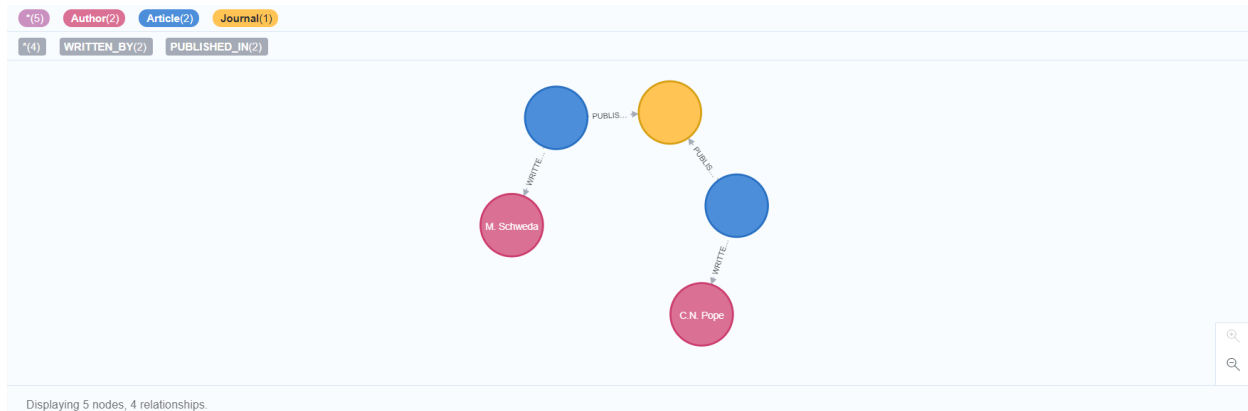 *(5) Author(2) Article(2) Journal(1)
*(4) WRITTEN_BY(2) PUBLISHED_IN(2)
PUBLIS…
WRITTE…
PUBLIS…
M. Schweda
WRITTE…
C.N. Pope
Displaying 5 nodes, 4 relationships.